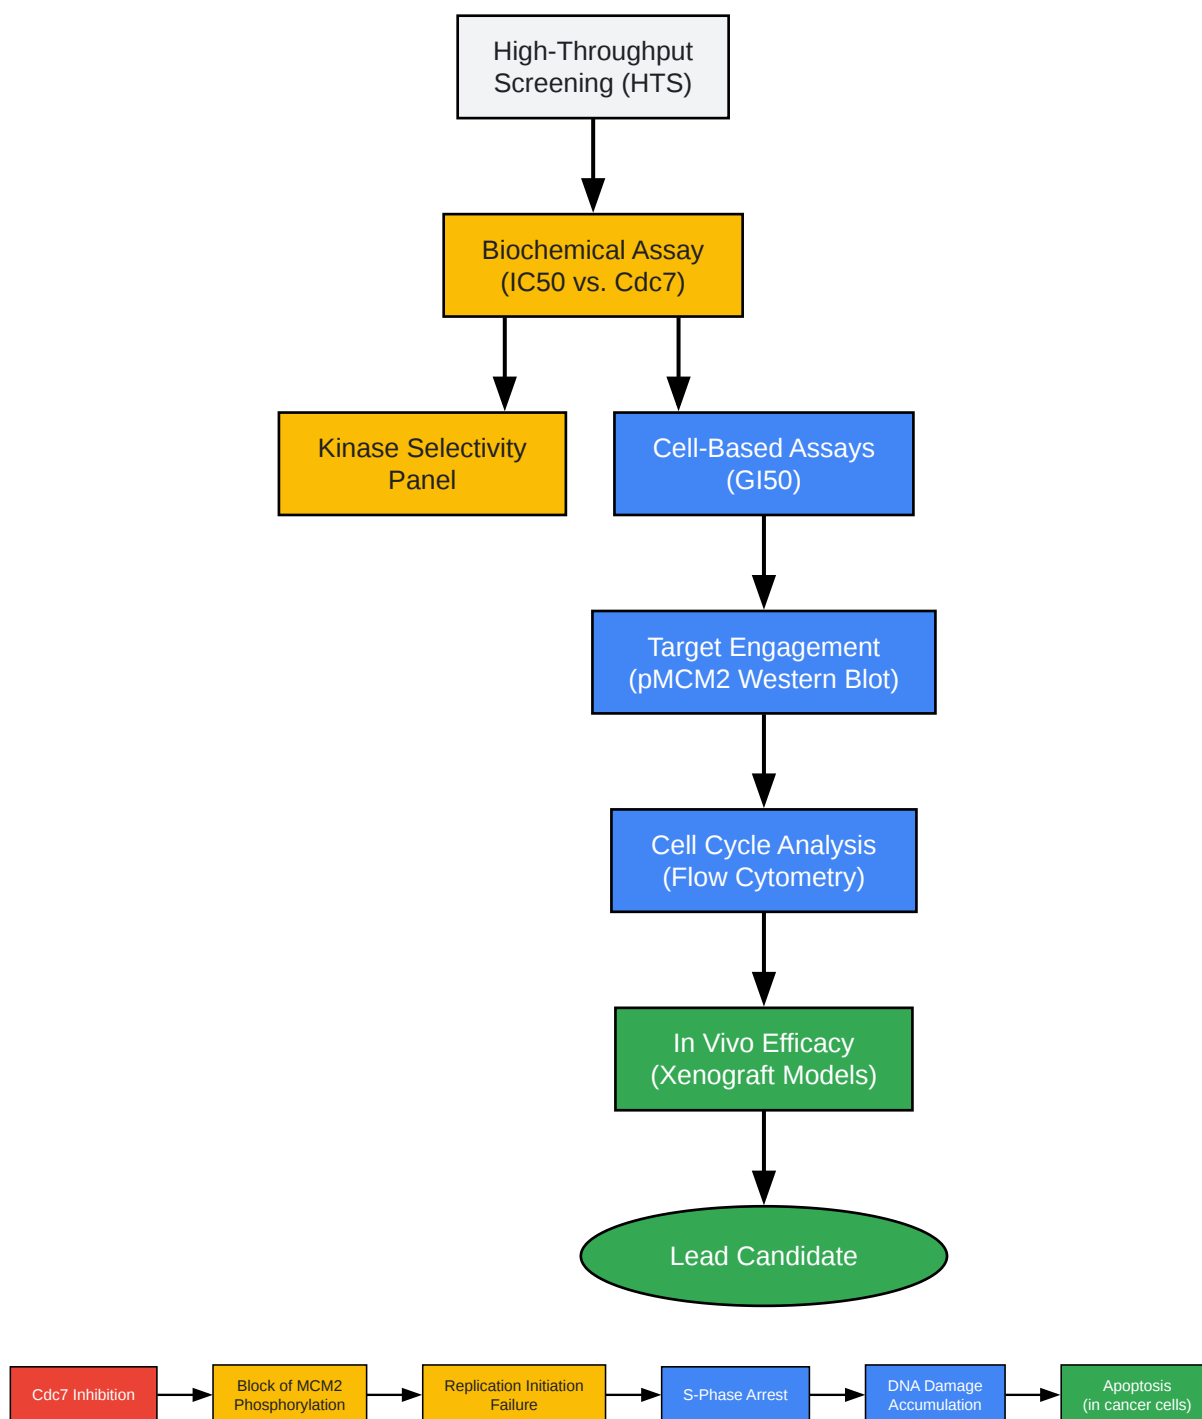 High-Throughput
Screening (HTS)
Biochemical Assay
(IC50 vs. Cdc7)
Kinase Selectivity
Panel
Cell-Based Assays
(GI50)
Target Engagement
(pMCM2 Western Blot)
Cell Cycle Analysis
(Flow Cytometry)
In Vivo Efficacy
(Xenograft Models)
Lead Candidate
Cdc7 Inhibition
Block of MCM2
Phosphorylation
Replication Initiation
Failure
S-Phase Arrest
DNA Damage
Accumulation
Apoptosis
(in cancer cells)